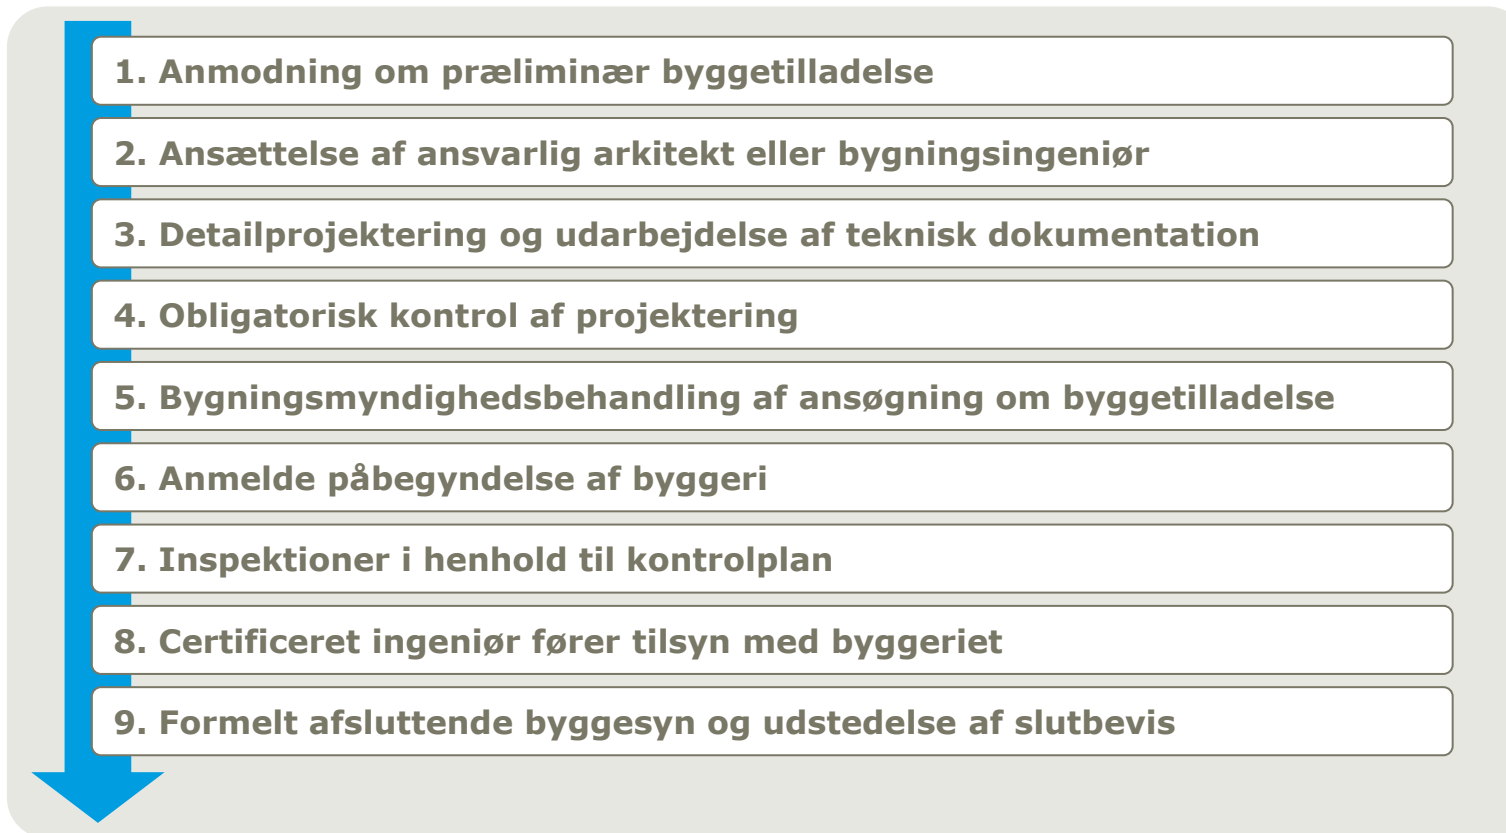 1. Anmodning om præliminær byggetilladelse
2. Ansættelse af ansvarlig arkitekt eller bygningsingeniør
3. Detailprojektering og udarbejdelse af teknisk dokumentation
4. Obligatorisk kontrol af projektering
5. Bygningsmyndighedsbehandling af ansøgning om byggetilladelse
6. Anmelde påbegyndelse af byggeri
7. Inspektioner i henhold til kontrolplan
8. Certificeret ingeniør fører tilsyn med byggeriet
9. Formelt afsluttende byggesyn og udstedelse af slutbevis